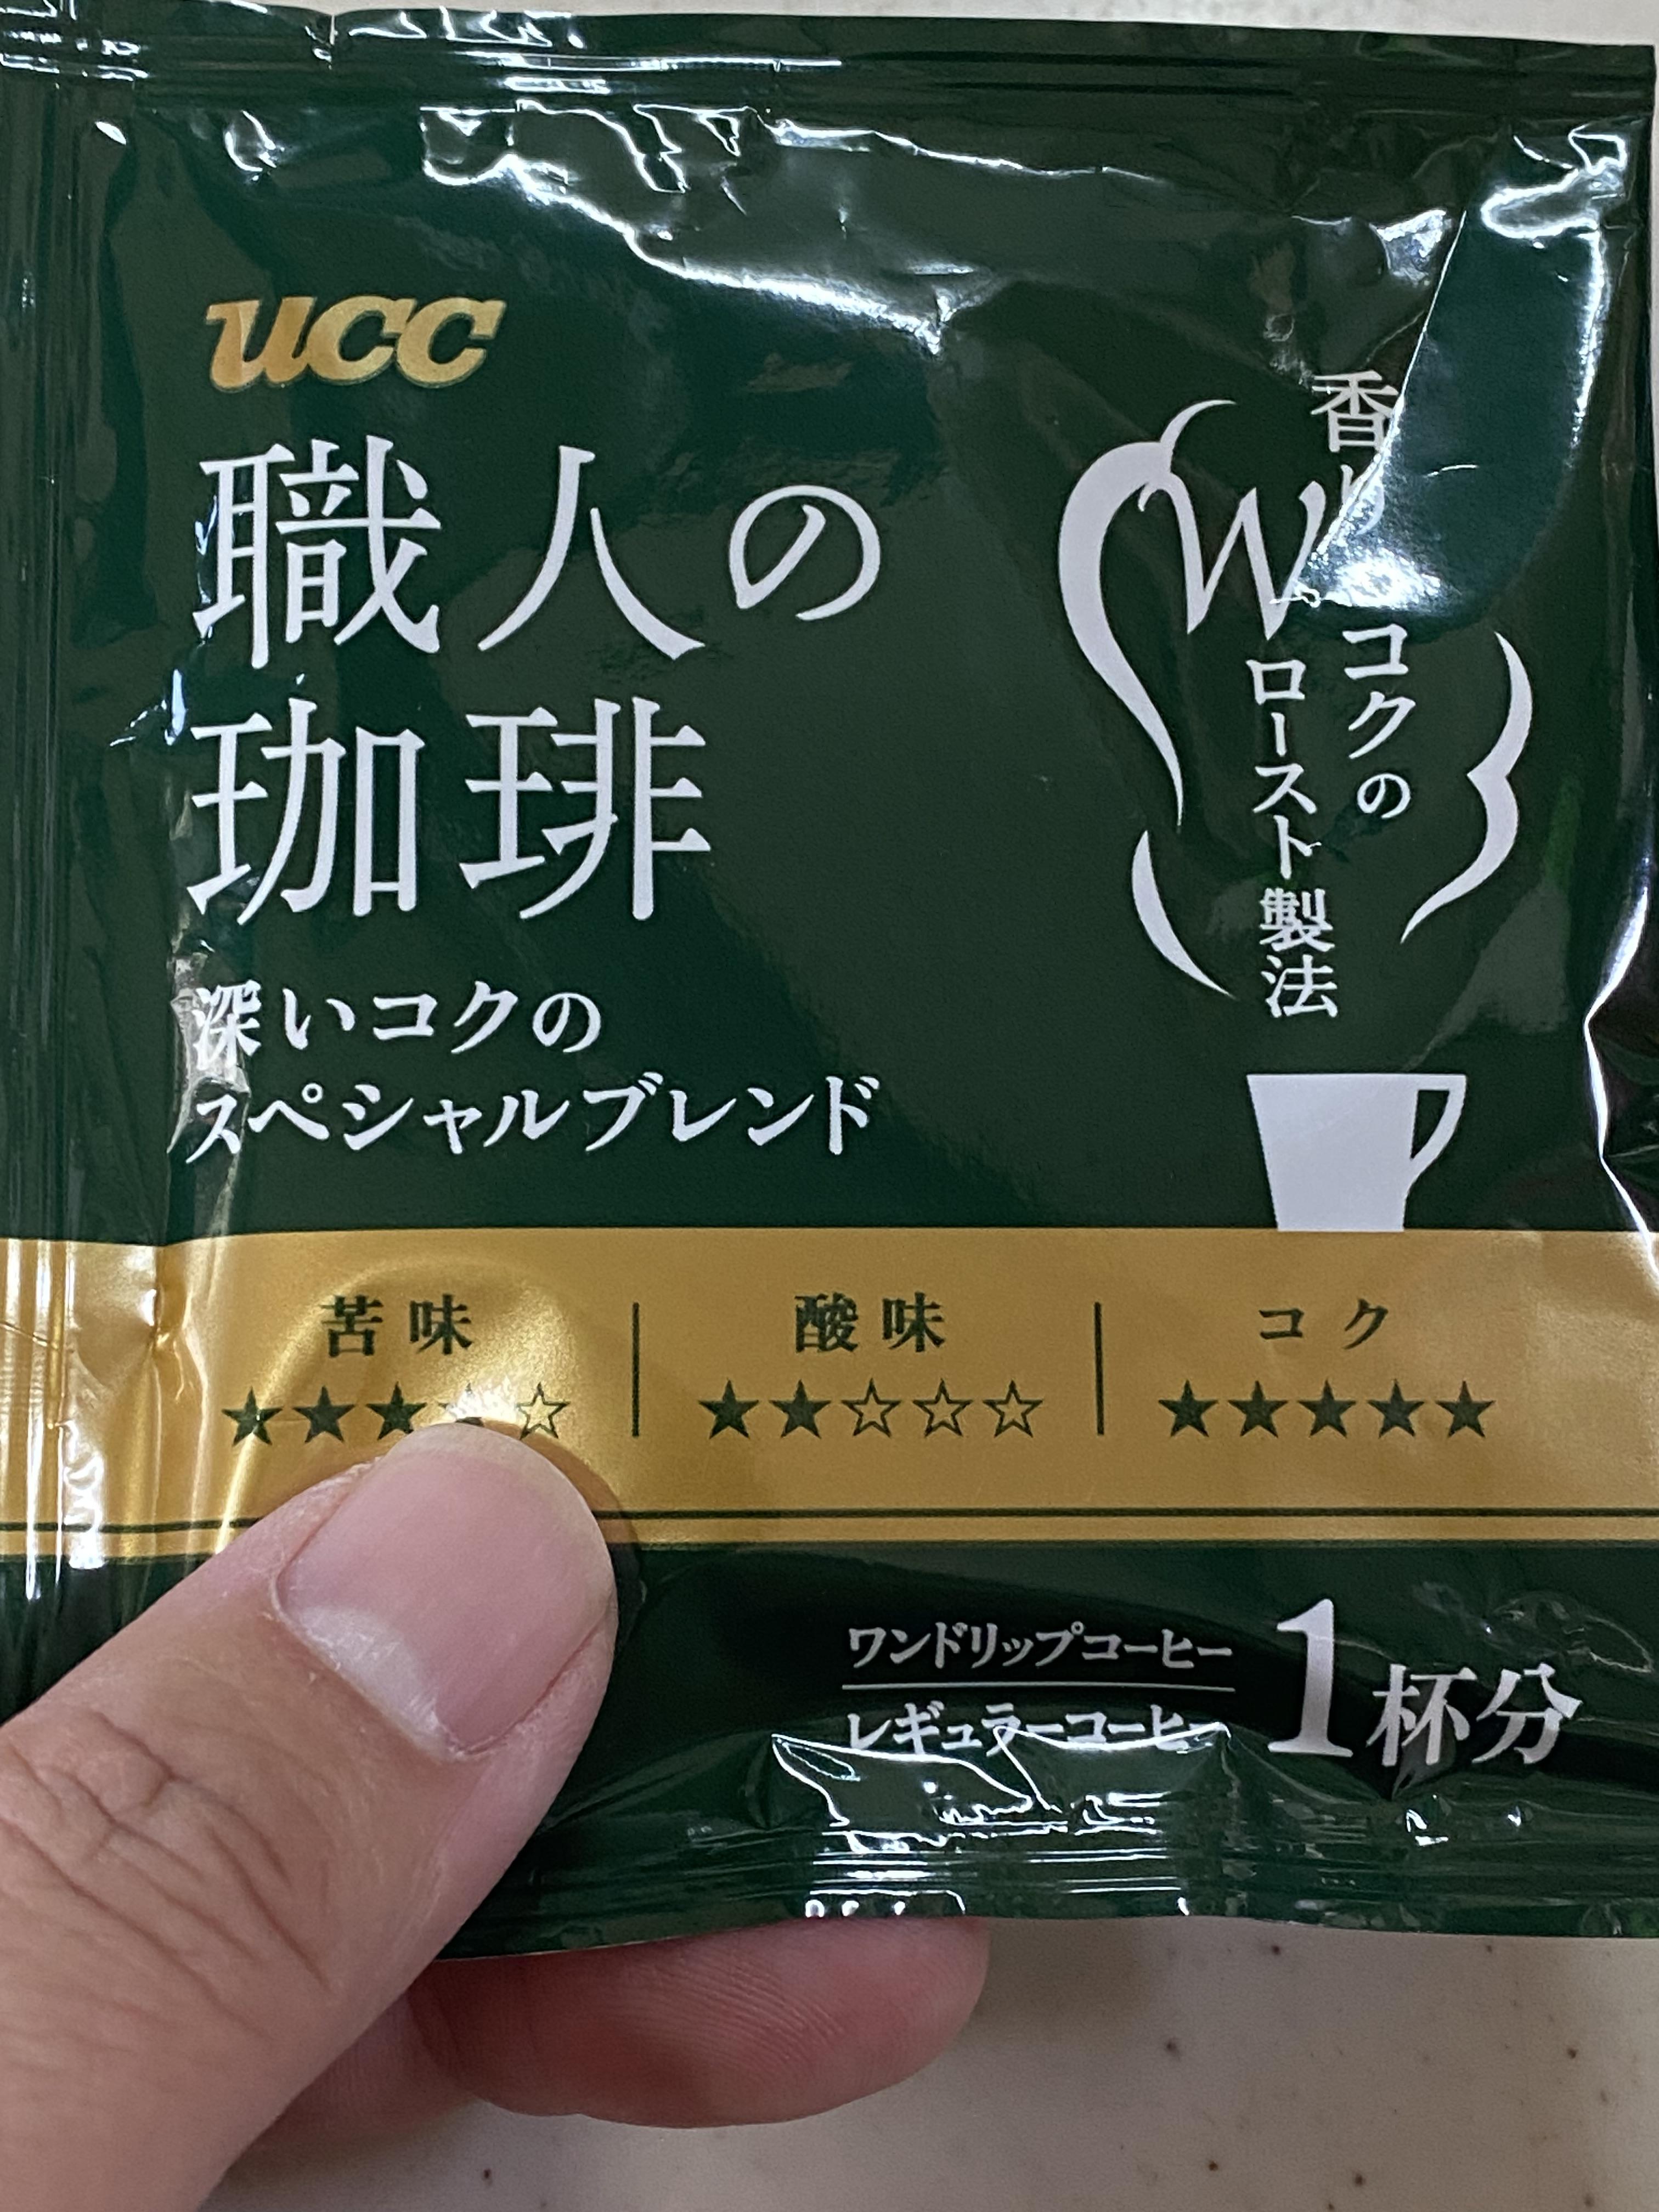 UCC
職人の
珈琲
深いコクの
スペシャルブレンド
香り
コクの
W
ロースト製法
苦味
★★★
☆
酸味
★★☆☆☆
コク
★★★★★
ワンドリップコーヒー
レギュラーコーヒー
1杯分